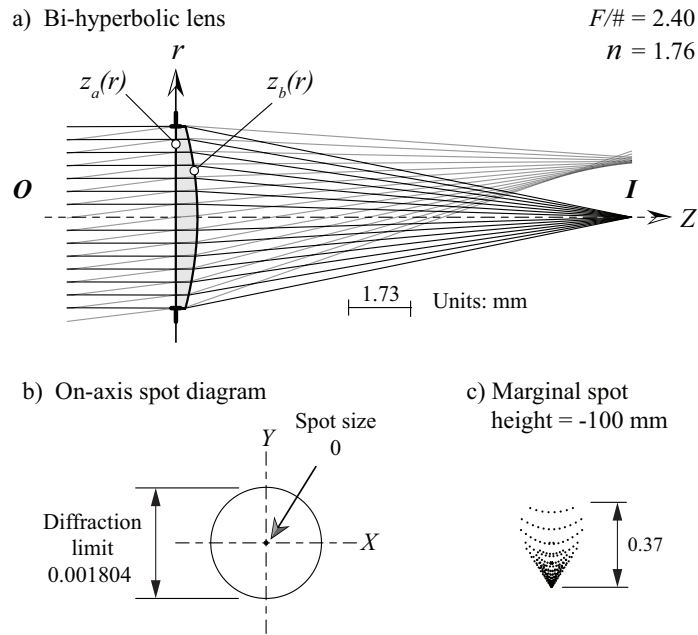 a) Bi-hyperbolic lens
F/# = 2.40
n = 1.76
r
z_a(r)
z_b(r)
O
I
Z
1.73
Units: mm
b) On-axis spot diagram
Spot size
0
Y
X
Diffraction
limit
0.001804
c) Marginal spot
height = -100 mm
0.37